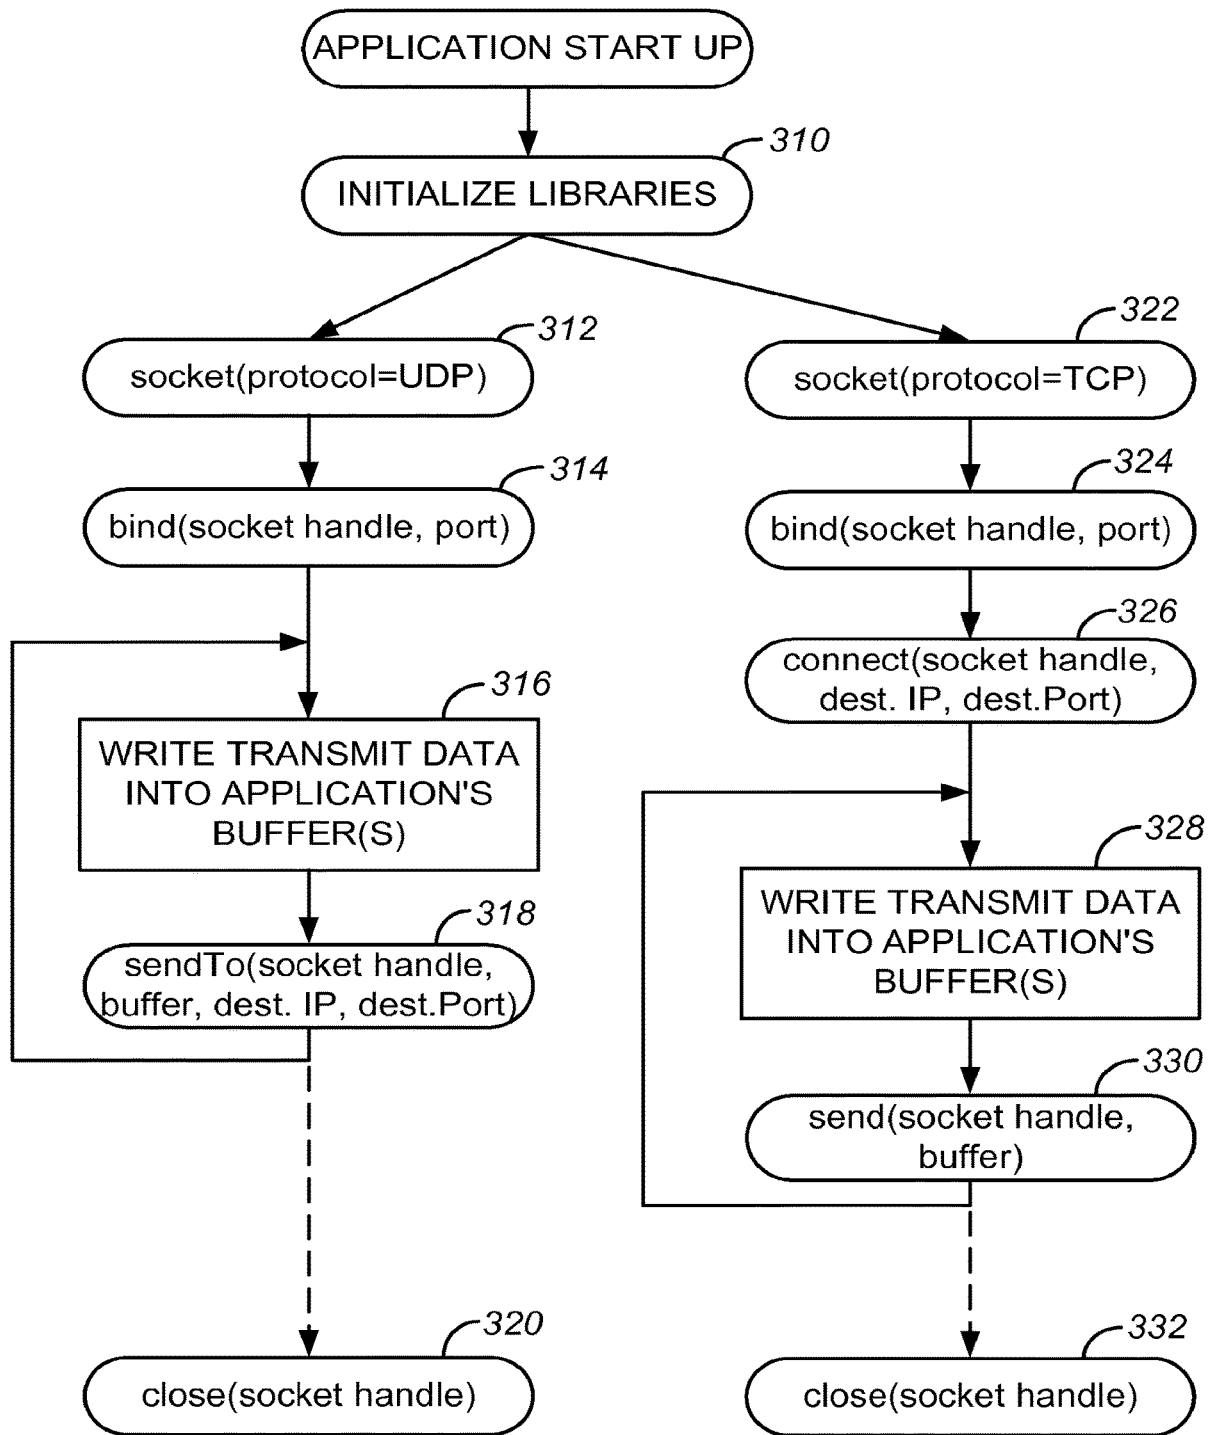 APPLICATION START UP
310
INITIALIZE LIBRARIES
312
socket(protocol=UDP)
314
bind(socket handle, port)
316
WRITE TRANSMIT DATA
INTO APPLICATION'S
BUFFER(S)
318
sendTo(socket handle,
buffer, dest. IP, dest.Port)
320
close(socket handle)
322
socket(protocol=TCP)
324
bind(socket handle, port)
326
connect(socket handle,
dest. IP, dest.Port)
328
WRITE TRANSMIT DATA
INTO APPLICATION'S
BUFFER(S)
330
send(socket handle,
buffer)
332
close(socket handle)